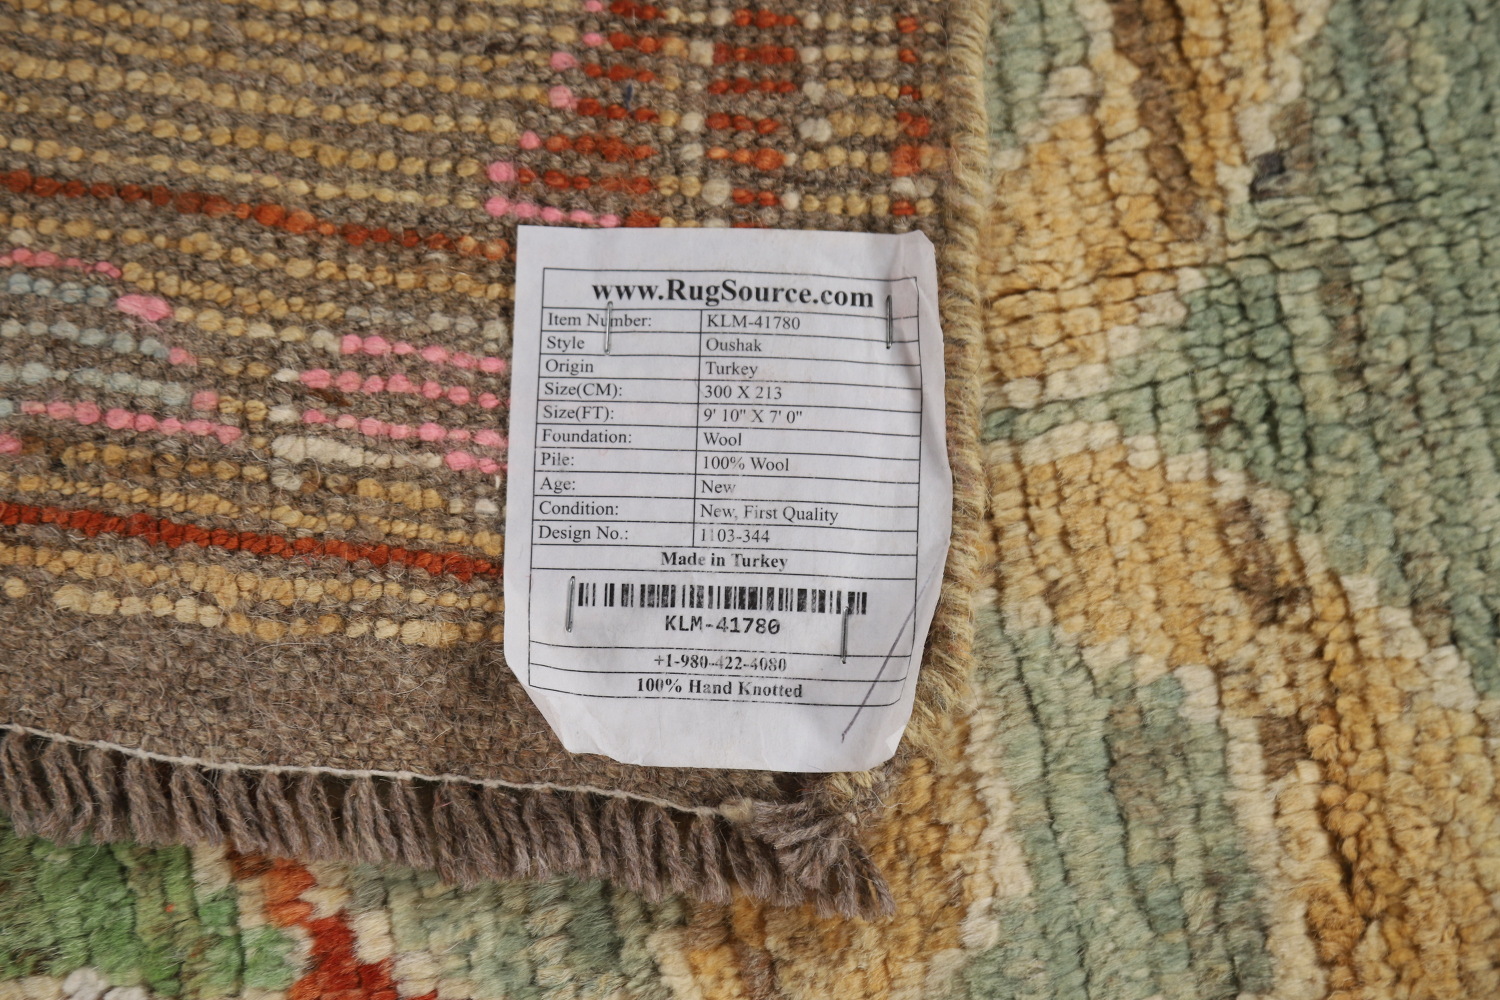 www.RugSource.com
Item Number: KLM-41780
Style Oushak
Origin Turkey
Size(CM): 300 X 213
Size(FT): 9' 10" X 7' 0"
Foundation: Wool
Pile: 100% Wool
Age: New
Condition: New, First Quality
Design No.: 1103-344
Made in Turkey
KLM-41780
+1-980-422-4080
100% Hand Knotted